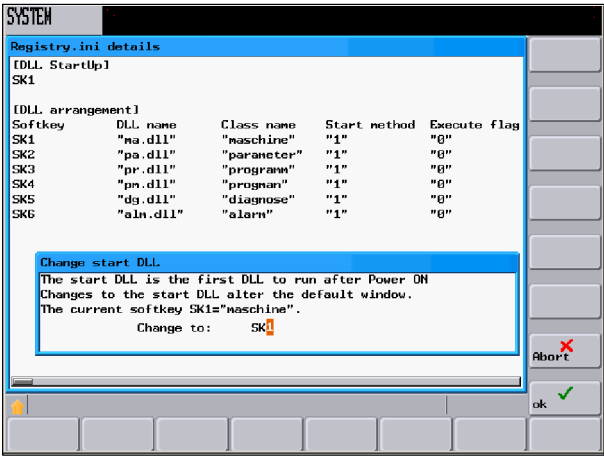 SYSTEM
Registry.ini details
[DLL StartUp]
SK1
[DLL arrangement]
Softkey DLL name Class name Start method Execute flag
SK1 "ma.dll" "maschine" "1" "0"
SK2 "pa.dll" "parameter" "1" "0"
SK3 "pr.dll" "programm" "1" "0"
SK4 "pm.dll" "progman" "1" "0"
SK5 "dg.dll" "diagnose" "1" "0"
SK6 "alm.dll" "alarm" "1" "0"
Change start DLL
The start DLL is the first DLL to run after Power ON
Changes to the start DLL alter the default window.
The current softkey SK1="maschine".
Change to: SK1
Abort
ok